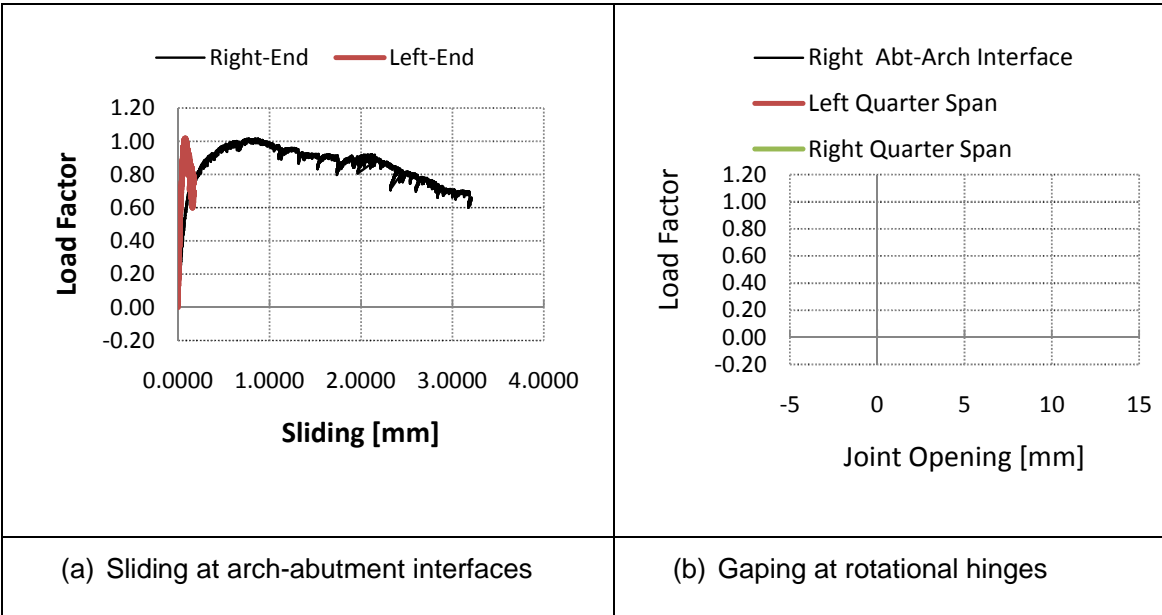 Right-End Left-End
1.20
1.00
0.80
0.60
0.40
0.20
0.00
-0.20
Load Factor
0.0000 1.0000 2.0000 3.0000 4.0000
Sliding [mm]
(a) Sliding at arch-abutment interfaces
Right Abt-Arch Interface
Left Quarter Span
Right Quarter Span
1.20
1.00
0.80
0.60
0.40
0.20
0.00
-0.20
Load Factor
-5 0 5 10 15
Joint Opening [mm]
(b) Gaping at rotational hinges